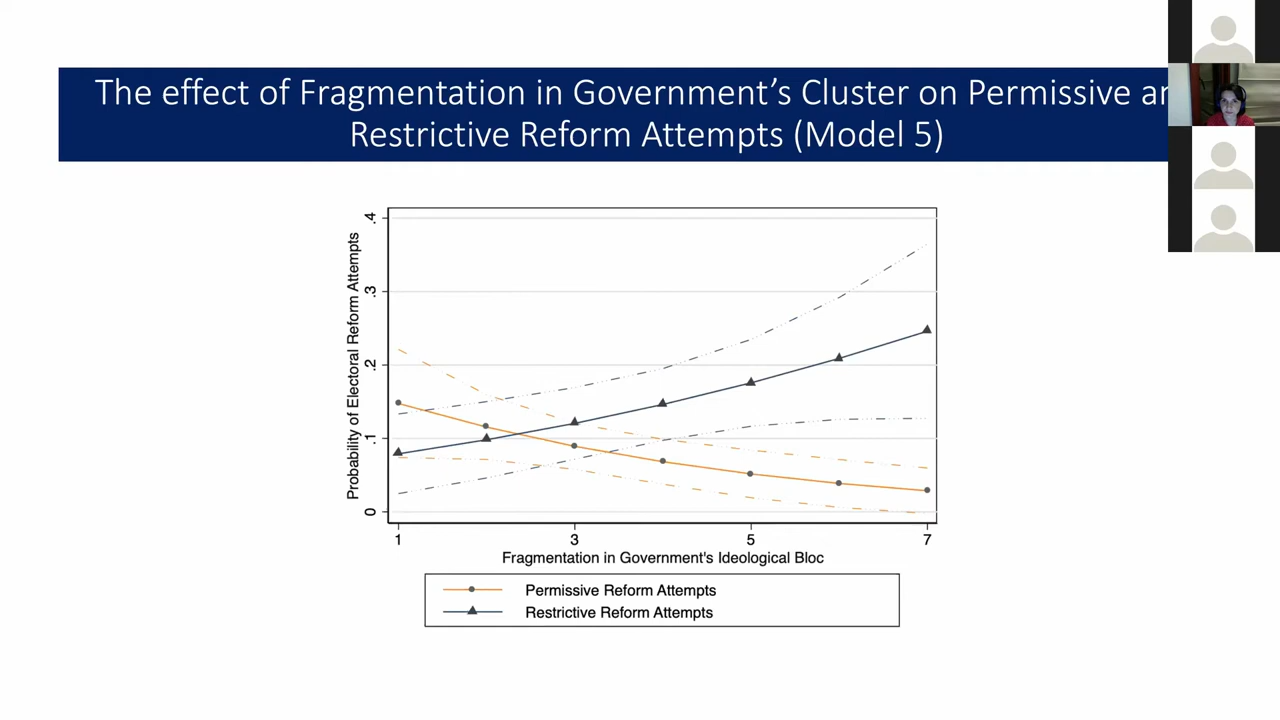 The effect of Fragmentation in Government's Cluster on Permissive
Restrictive Reform Attempts (Model 5)
Probability of Electoral Reform Attempts
.4
.3
.2
.1
0
1 3 5 7
Fragmentation in Government's Ideological Bloc
Permissive Reform Attempts
Restrictive Reform Attempts